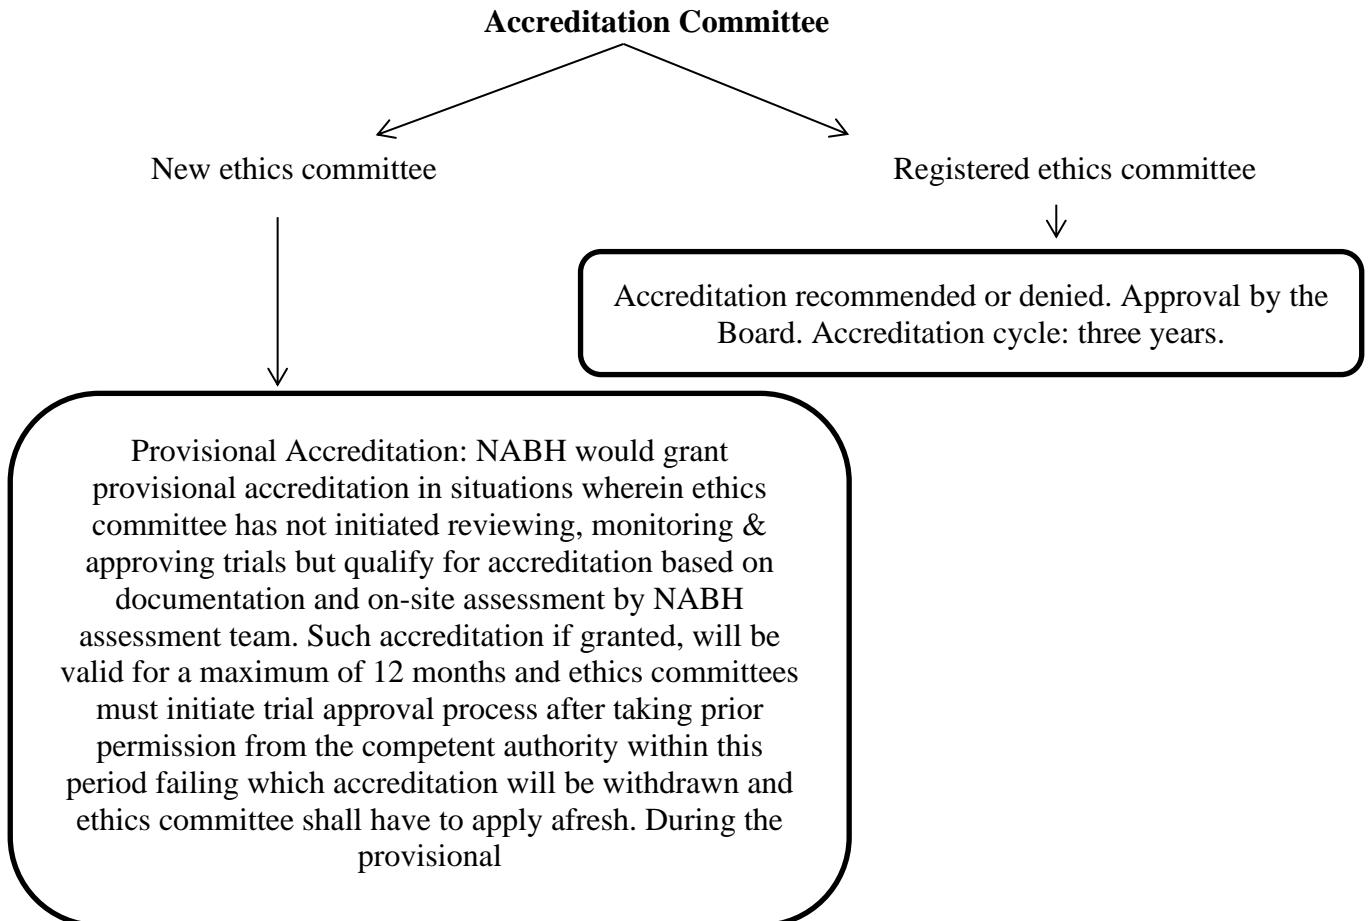 Accreditation Committee
New ethics committee
Registered ethics committee
Accreditation recommended or denied. Approval by the
Board. Accreditation cycle: three years.
Provisional Accreditation: NABH would grant
provisional accreditation in situations wherein ethics
committee has not initiated reviewing, monitoring &
approving trials but qualify for accreditation based on
documentation and on-site assessment by NABH
assessment team. Such accreditation if granted, will be
valid for a maximum of 12 months and ethics committees
must initiate trial approval process after taking prior
permission from the competent authority within this
period failing which accreditation will be withdrawn and
ethics committee shall have to apply afresh. During the
provisional